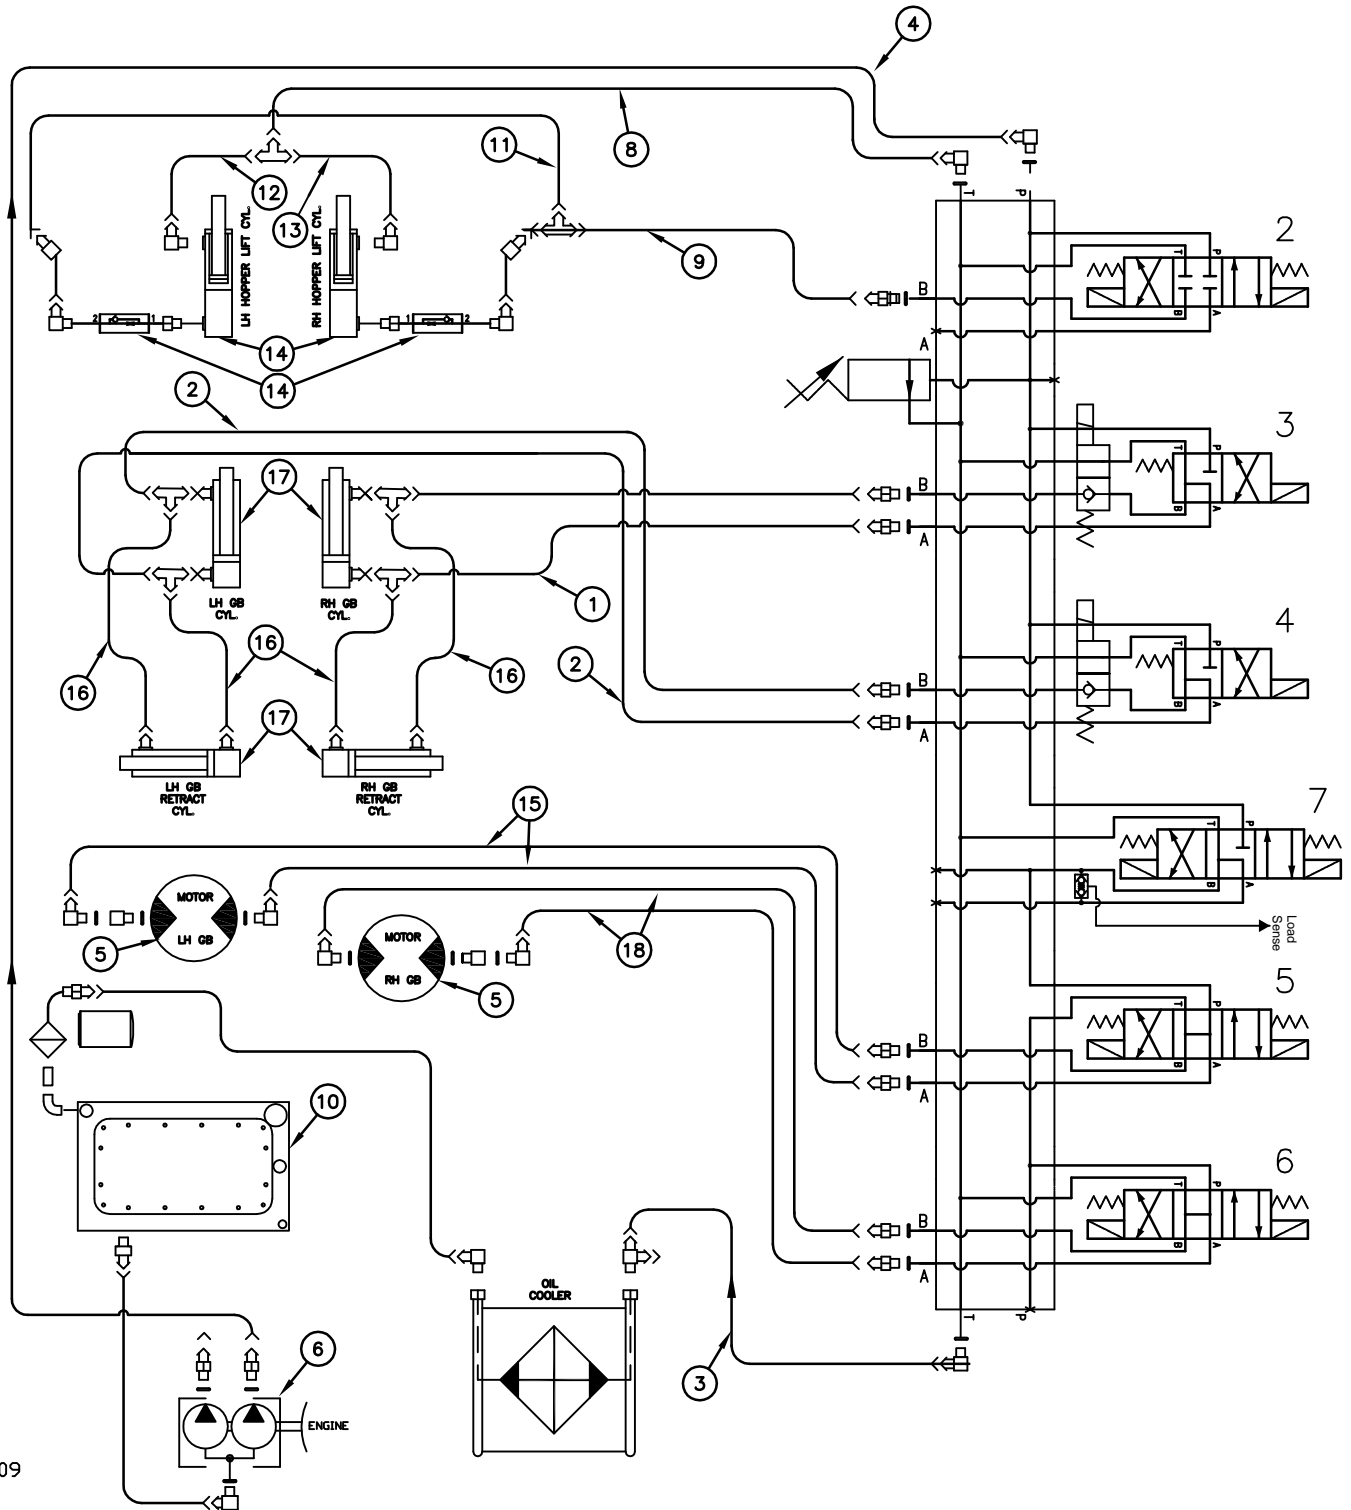 4
8
11
12
13
9
LH HOPPER LIFT CYL.
RH HOPPER LIFT CYL.
2 1
1 2
14
14
T P
2
T P
B A
B
A
2
3
T P
B A
B
A
17
LH GB
CYL.
RH GB
CYL.
1
16
16
16
2
4
T P
B A
B
A
17
LH GB
RETRACT
CYL.
RH GB
RETRACT
CYL.
15
7
T P
B A
Load
Sense
MOTOR
LH GB
5
MOTOR
RH GB
5
18
5
T P
B A
B
A
10
6
T P
B A
B
A
T P
OIL
COOLER
3
6
ENGINE
09